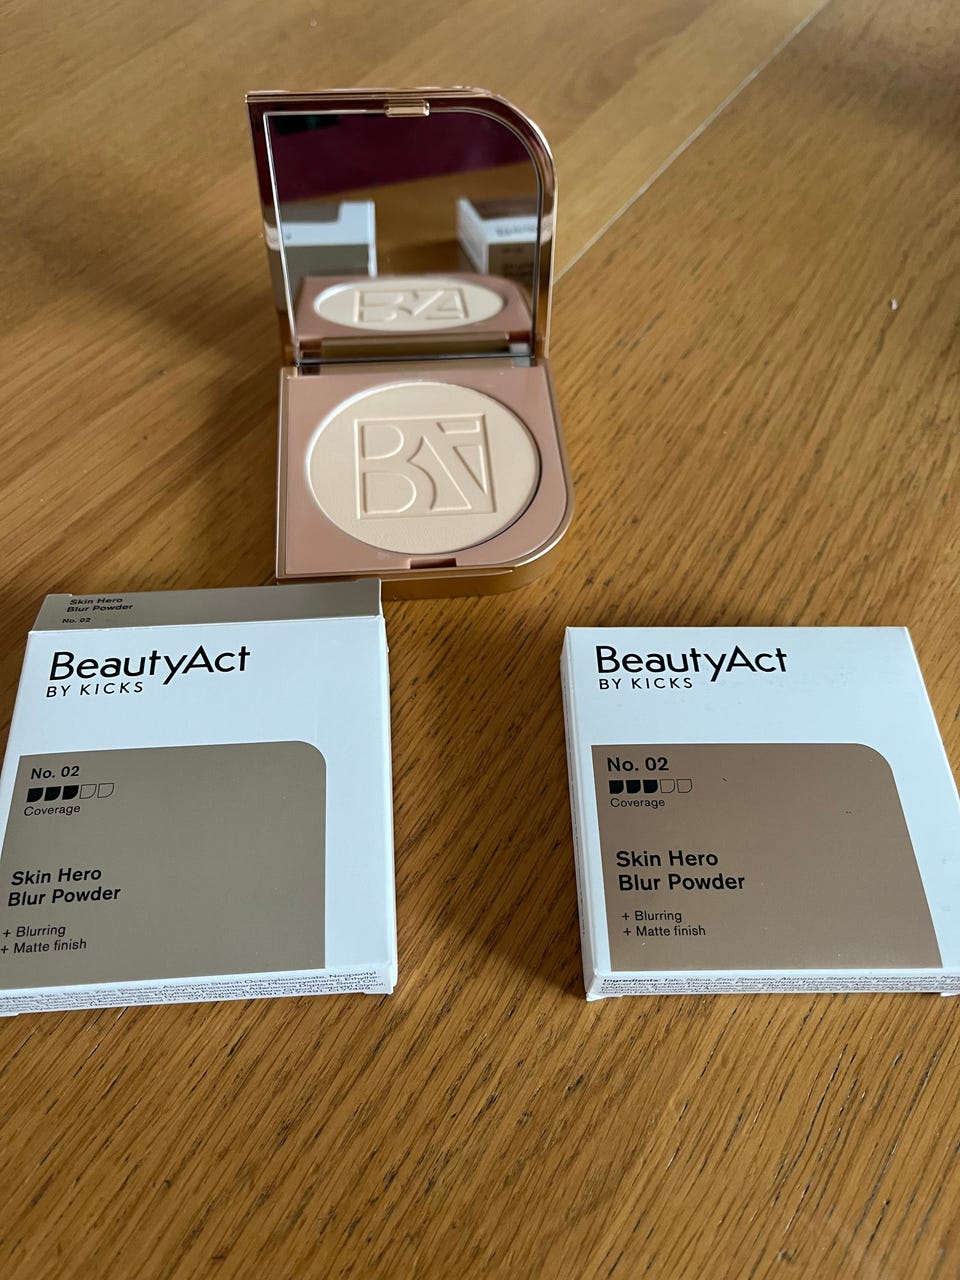 Skin Hero
Blur Powder
No. 02
BeautyAct
BY KICKS
No. 02
Coverage
Skin Hero
Blur Powder
+ Blurring
+ Matte finish
BeautyAct
BY KICKS
No. 02
Coverage
Skin Hero
Blur Powder
+ Blurring
+ Matte finish
Ingredients: Talc, Silica, Zinc Stearate, Aluminum Starch Octenylsuccinate,